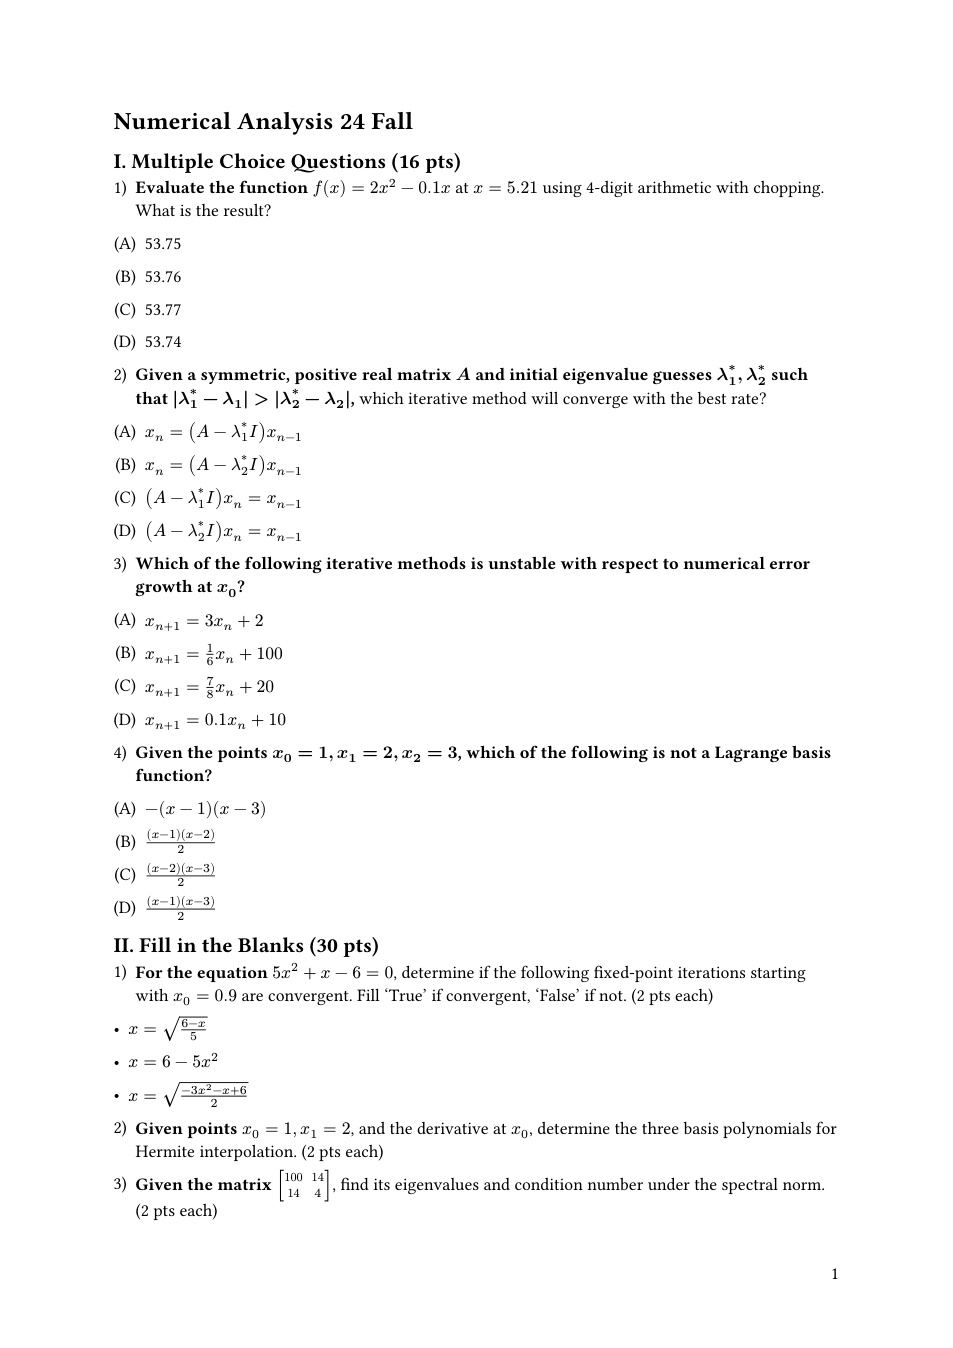 Numerical Analysis 24 Fall
I. Multiple Choice Questions (16 pts)
1) Evaluate the function f(x) = 2x² − 0.1x at x = 5.21 using 4-digit arithmetic with chopping.
What is the result?
(A) 53.75
(B) 53.76
(C) 53.77
(D) 53.74
2) Given a symmetric, positive real matrix A and initial eigenvalue guesses λ₁*, λ₂* such
that |λ₁* − λ₁| > |λ₂* − λ₂|, which iterative method will converge with the best rate?
(A) xₙ = (A − λ₁*I)xₙ₋₁
(B) xₙ = (A − λ₂*I)xₙ₋₁
(C) (A − λ₁*I)xₙ = xₙ₋₁
(D) (A − λ₂*I)xₙ = xₙ₋₁
3) Which of the following iterative methods is unstable with respect to numerical error
growth at x₀?
(A) xₙ₊₁ = 3xₙ + 2
(B) xₙ₊₁ = 1/6 xₙ + 100
(C) xₙ₊₁ = 7/8 xₙ + 20
(D) xₙ₊₁ = 0.1xₙ + 10
4) Given the points x₀ = 1, x₁ = 2, x₂ = 3, which of the following is not a Lagrange basis
function?
(A) −(x − 1)(x − 3)
(B) (x−1)(x−2)/2
(C) (x−2)(x−3)/2
(D) (x−1)(x−3)/2
II. Fill in the Blanks (30 pts)
1) For the equation 5x² + x − 6 = 0, determine if the following fixed-point iterations starting
with x₀ = 0.9 are convergent. Fill ‘True’ if convergent, ‘False’ if not. (2 pts each)
• x = √((6−x)/5)
• x = 6 − 5x²
• x = √((−3x²−x+6)/2)
2) Given points x₀ = 1, x₁ = 2, and the derivative at x₀, determine the three basis polynomials for
Hermite interpolation. (2 pts each)
3) Given the matrix [100 14; 14 4], find its eigenvalues and condition number under the spectral norm.
(2 pts each)
1